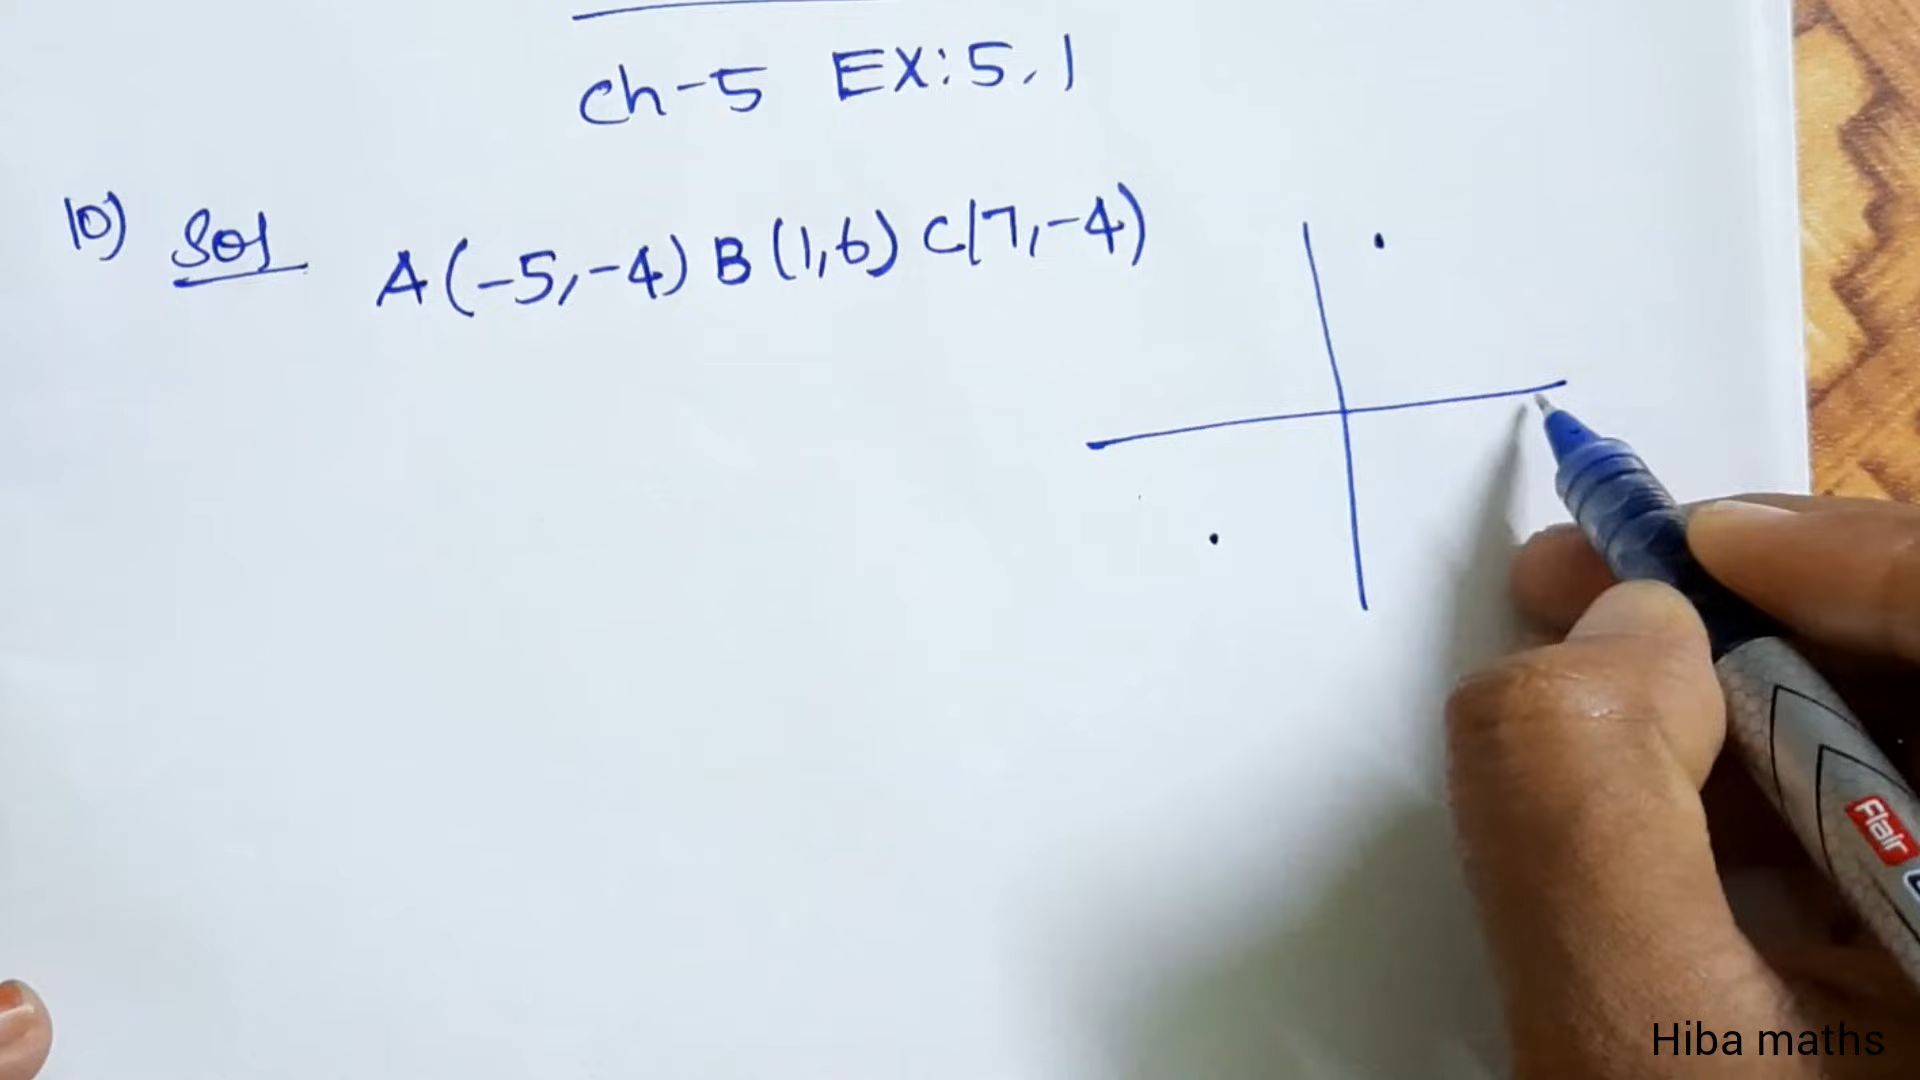 Ch-5 EX: 5.1
10) Sol A(-5,-4) B(1,6) C(7,-4)
Flair
Hiba maths